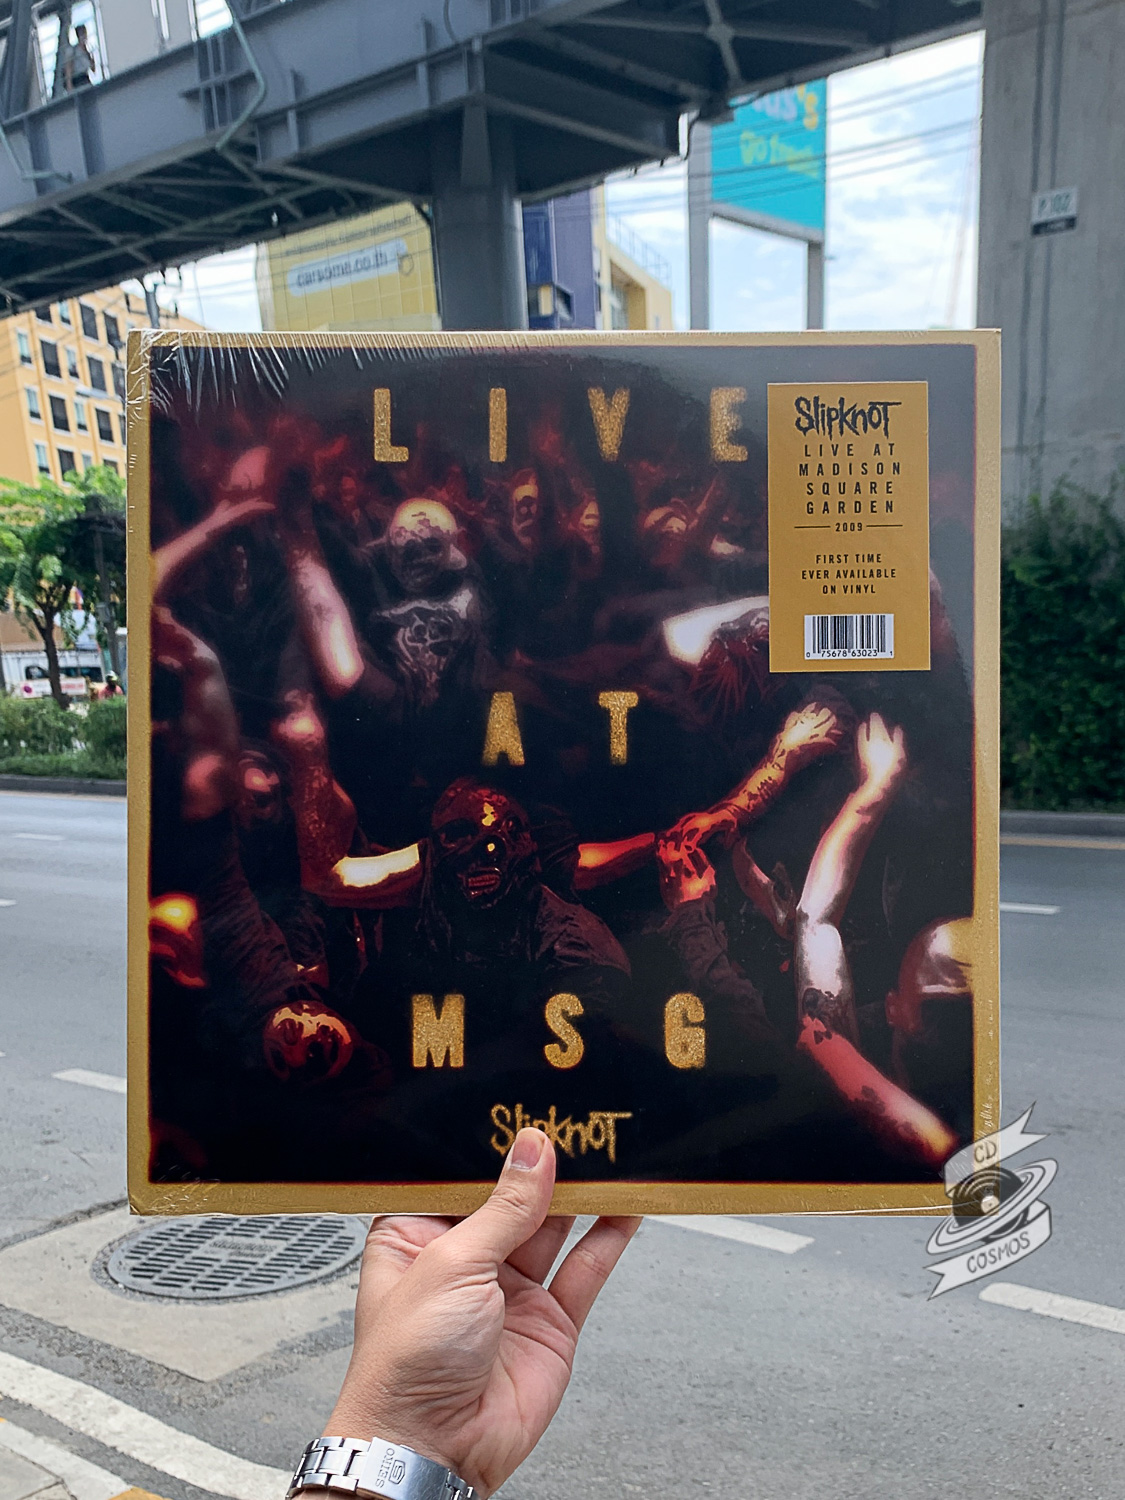 carsome.co.th
LIVE
AT
MSG
Slipknot
Slipknot
LIVE AT
MADISON
SQUARE
GARDEN
2009
FIRST TIME
EVER AVAILABLE
ON VINYL
0 75678 63023 1
CD
COSMOS
SEIKO